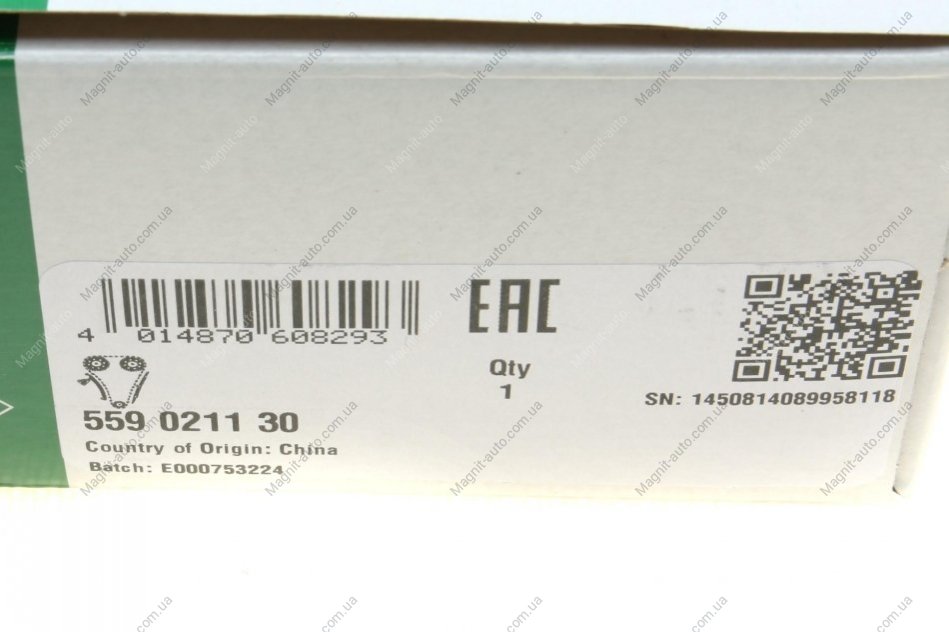 4 014870 608293
EAC
Qty
1
SN: 1450814089958118
559 0211 30
Country of Origin: China
Batch: E000753224
Magnit-auto.com.ua